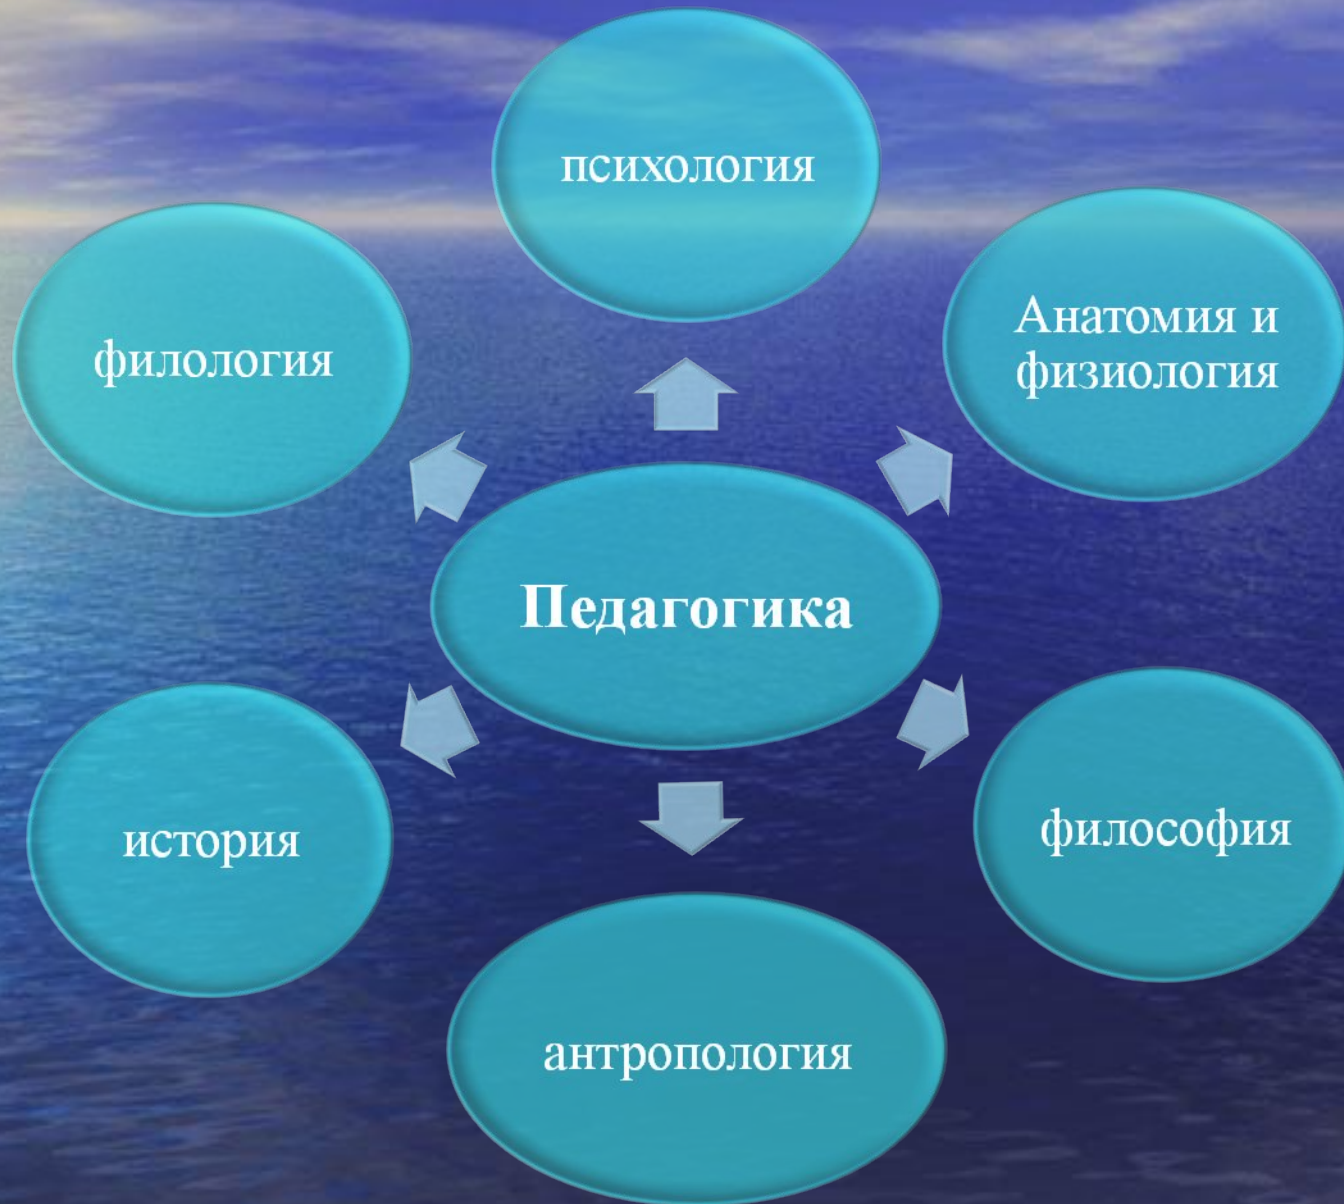 психология
филология
Анатомия и
физиология
Педагогика
история
философия
антропология